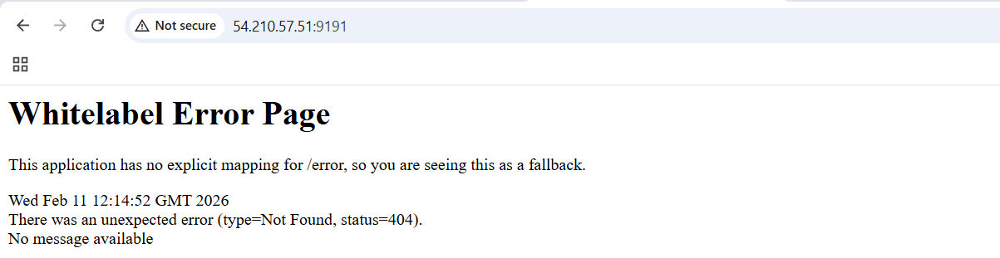 Not secure 54.210.57.51:9191
Whitelabel Error Page
This application has no explicit mapping for /error, so you are seeing this as a fallback.
Wed Feb 11 12:14:52 GMT 2026
There was an unexpected error (type=Not Found, status=404).
No message available